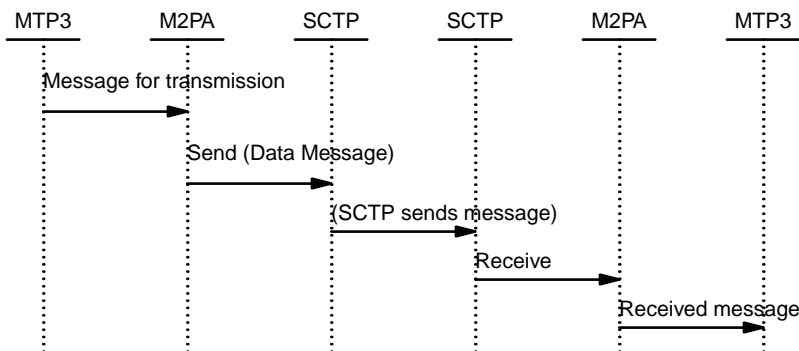 MTP3 M2PA SCTP SCTP M2PA MTP3
Message for transmission
Send (Data Message)
(SCTP sends message)
Receive
Received message